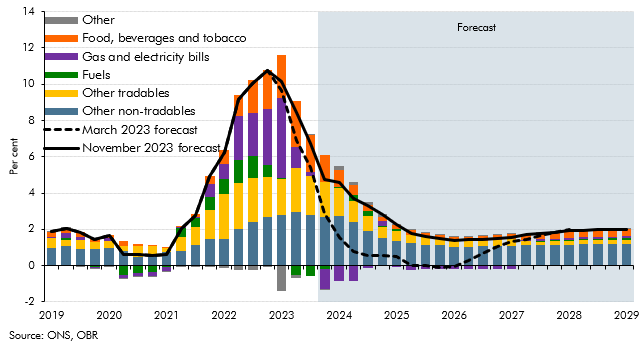 14
12
10
8
6
4
2
0
-2
Per cent
Forecast
Other
Food, beverages and tobacco
Gas and electricity bills
Fuels
Other tradables
Other non-tradables
March 2023 forecast
November 2023 forecast
2019 2020 2021 2022 2023 2024 2025 2026 2027 2028 2029
Source: ONS, OBR